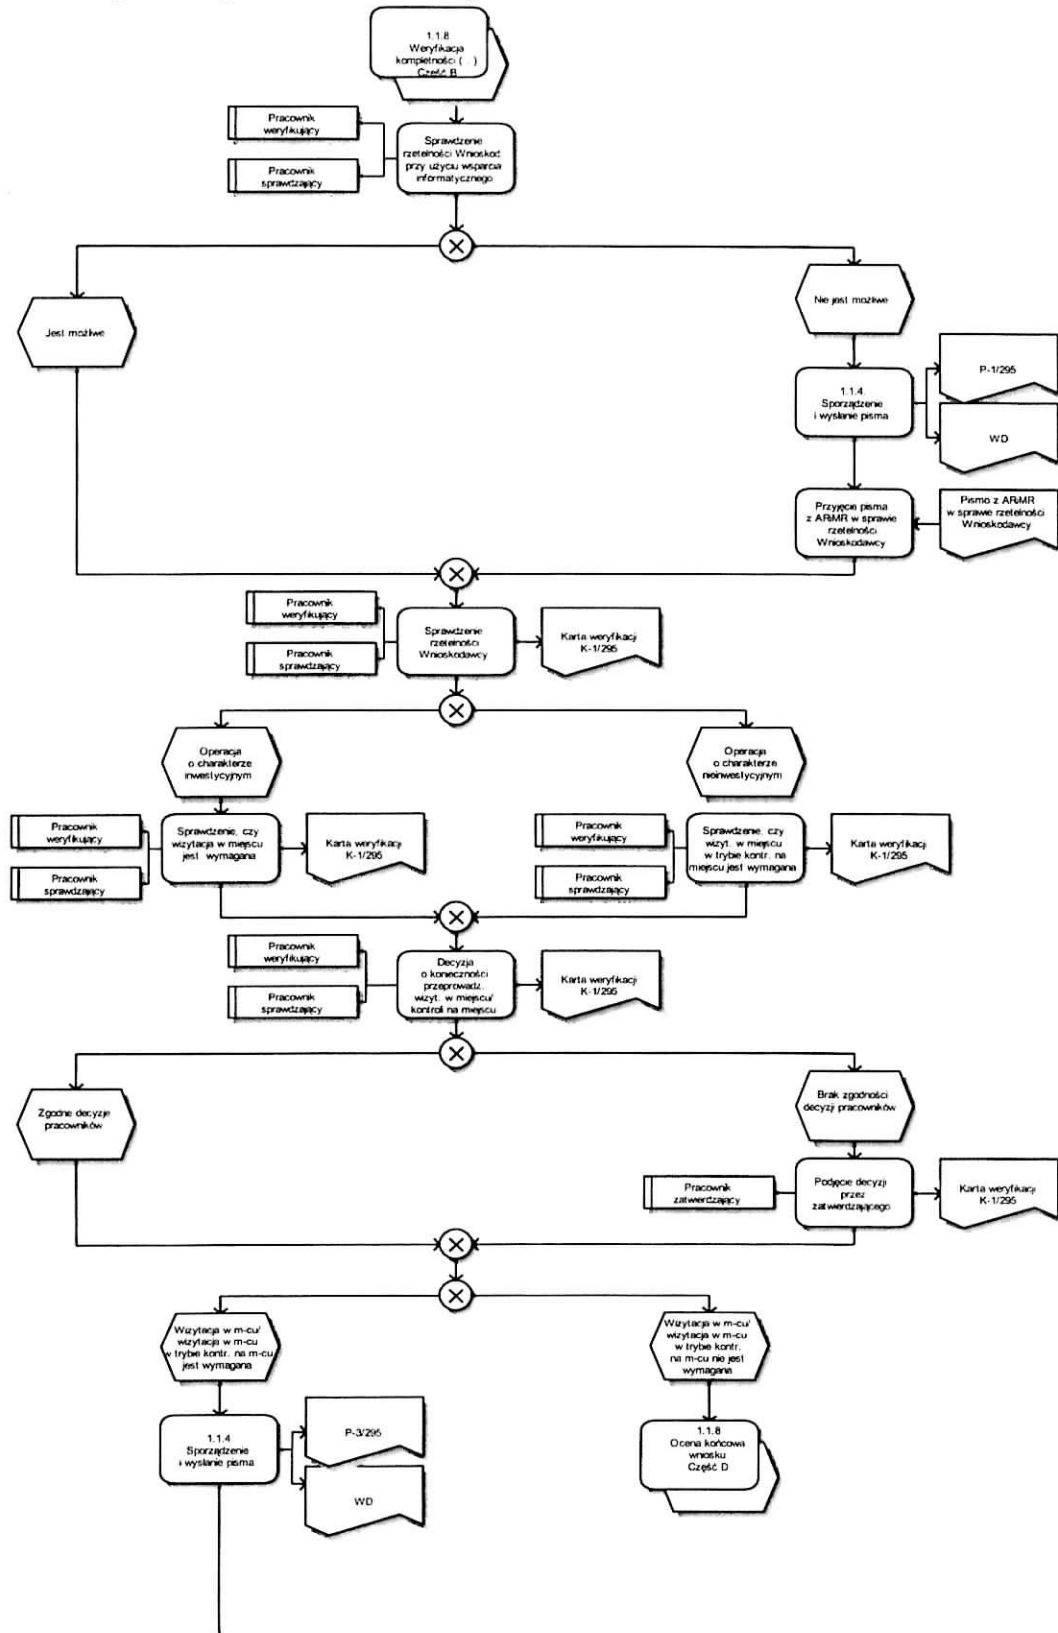 1.1.8
Weryfikacja
kompletności (...)
Część B
Pracownik
weryfikujący
Pracownik
sprawdzający
Sprawdzenie
rzetelności Wnioskod.
przy użyciu wsparcia
informatycznego
Jest możliwe
Nie jest możliwe
1.1.4.
Sporządzenie
i wysłanie pisma
P-1/295
WD
Przyjęcie pisma
z ARiMR w sprawie
rzetelności
Wnioskodawcy
Pismo z ARiMR
w sprawie rzetelności
Wnioskodawcy
Pracownik
weryfikujący
Pracownik
sprawdzający
Sprawdzenie
rzetelności
Wnioskodawcy
Karta weryfikacji
K-1/295
Operacja
o charakterze
inwestycyjnym
Operacja
o charakterze
nieinwestycyjnym
Pracownik
weryfikujący
Pracownik
sprawdzający
Sprawdzenie, czy
wizytacja w miejscu
jest wymagana
Karta weryfikacji
K-1/295
Pracownik
weryfikujący
Pracownik
sprawdzający
Sprawdzenie, czy
wizyt. w miejscu
w trybie kontr. na
miejscu jest wymagana
Karta weryfikacji
K-1/295
Pracownik
weryfikujący
Pracownik
sprawdzający
Decyzja
o konieczności
przeprowadz.
wizyt. w miejscu/
kontroli na miejscu
Karta weryfikacji
K-1/295
Zgodne decyzje
pracowników
Brak zgodności
decyzji pracowników
Pracownik
zatwierdzający
Podjęcie decyzji
przez
zatwierdzającego
Karta weryfikacji
K-1/295
Wizytacja w m-cu/
wizytacja w m-cu
w trybie kontr. na m-cu
jest wymagana
Wizytacja w m-cu/
wizytacja w m-cu
w trybie kontr.
na m-cu nie jest
wymagana
1.1.4
Sporządzenie
i wysłanie pisma
P-3/295
WD
1.1.8
Ocena końcowa
wniosku
Część D